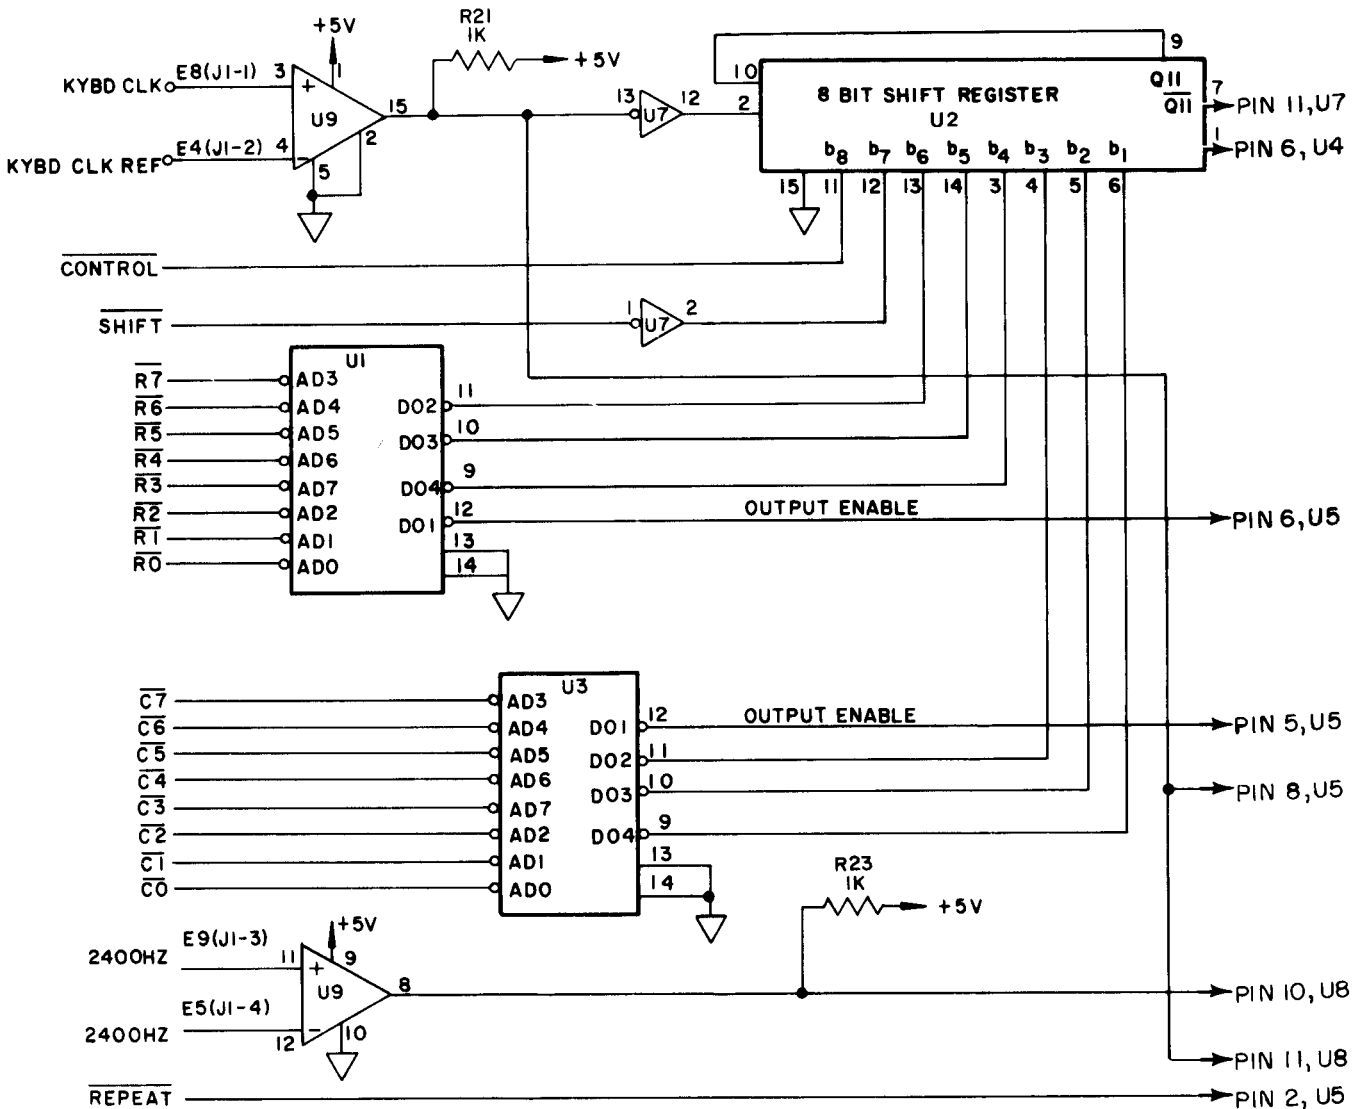 +5V
R21
1K
+5V
KYBD CLK E8(J1-1) 3
+
1
U9
15
2
KYBD CLK REF E4(J1-2) 4
-
5
13 U7 12
9
10
2
8 BIT SHIFT REGISTER
U2
Q11
Q11
7
PIN 11, U7
1
PIN 6, U4
b8 b7 b6 b5 b4 b3 b2 b1
15 11 12 13 14 3 4 5 6
CONTROL
SHIFT
1 U7 2
U1
R7 AD3
R6 AD4
R5 AD5
R4 AD6
R3 AD7
R2 AD2
R1 AD1
R0 AD0
DO2 11
DO3 10
DO4 9
DO1 12
13
14
OUTPUT ENABLE
PIN 6, U5
U3
C7 AD3
C6 AD4
C5 AD5
C4 AD6
C3 AD7
C2 AD2
C1 AD1
C0 AD0
DO1 12
DO2 11
DO3 10
DO4 9
13
14
OUTPUT ENABLE
PIN 5, U5
PIN 8, U5
R23
1K
+5V
+5V
2400HZ E9(J1-3) 11
+
9
U9
8
2400HZ E5(J1-4) 12
-
10
PIN 10, U8
PIN 11, U8
REPEAT
PIN 2, U5